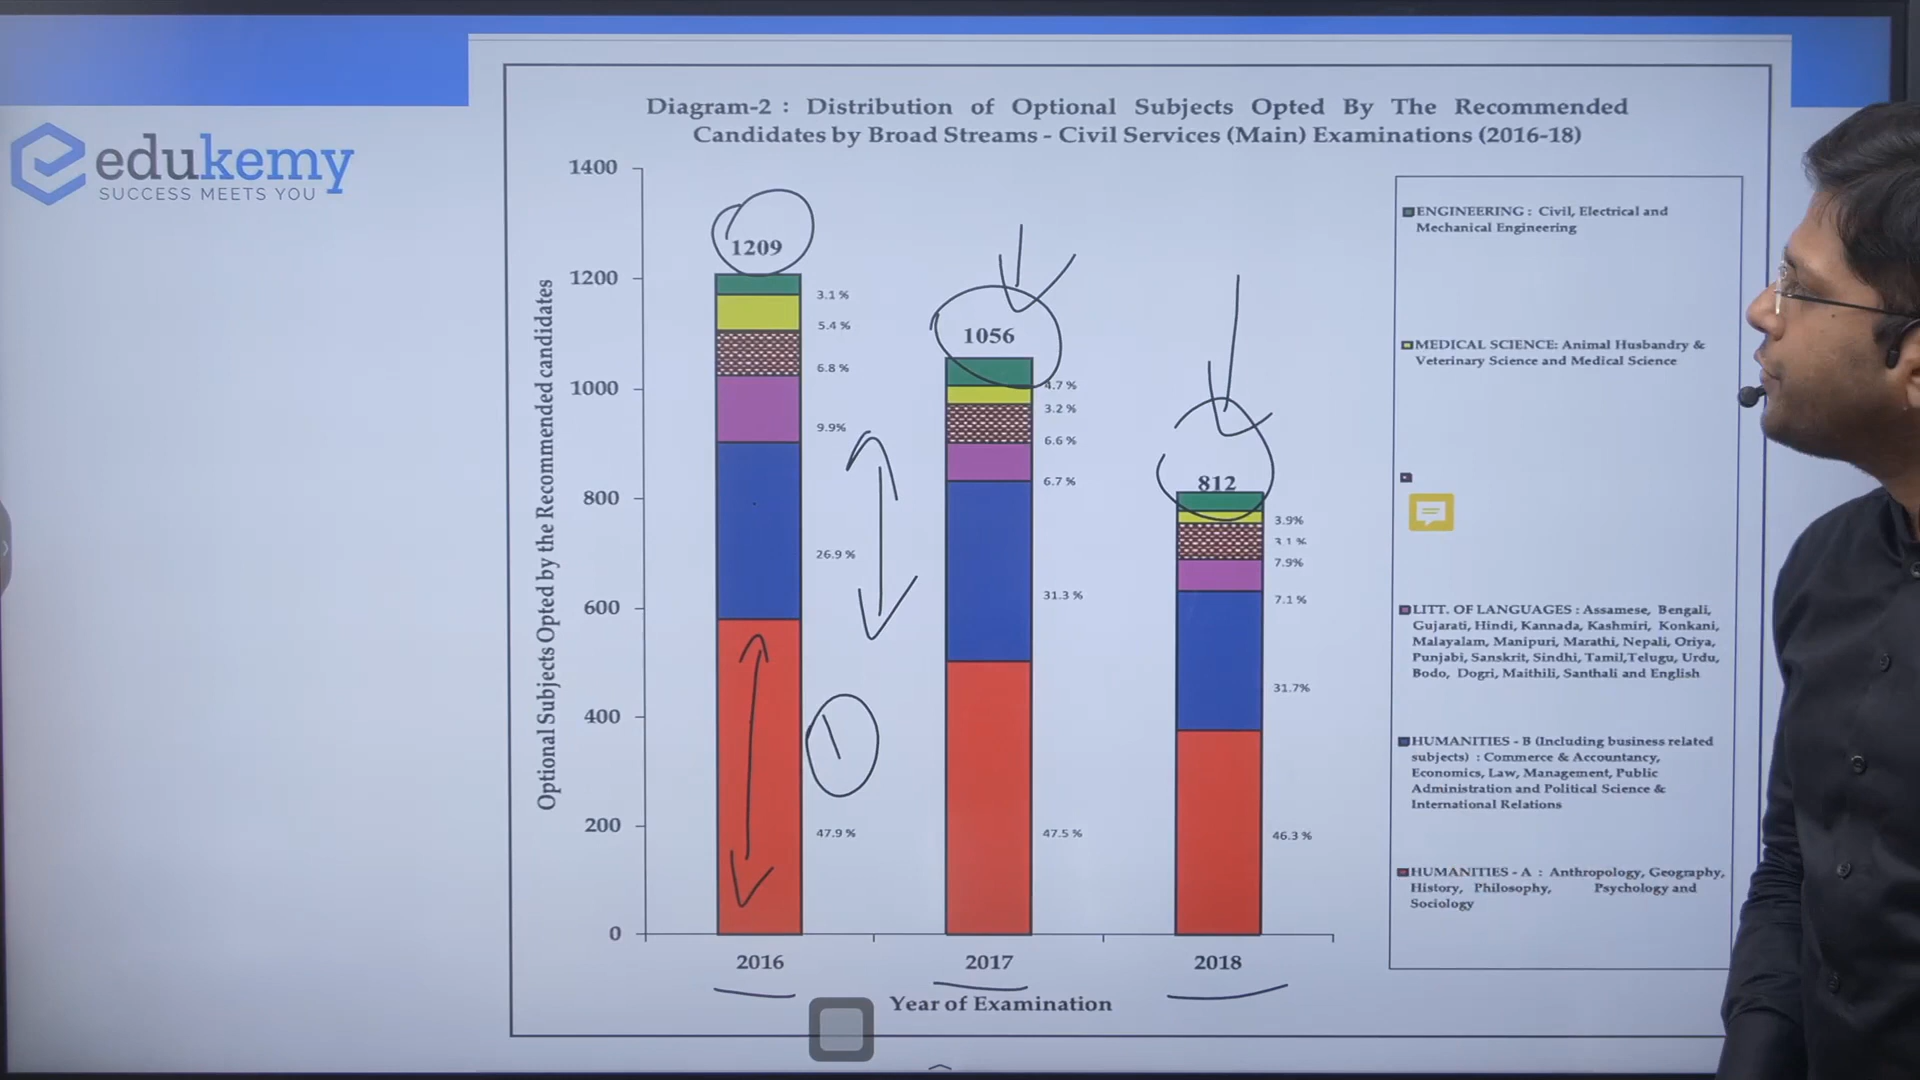 edukemy
SUCCESS MEETS YOU
Diagram-2 : Distribution of Optional Subjects Opted By The Recommended
Candidates by Broad Streams - Civil Services (Main) Examinations (2016-18)
Optional Subjects Opted by the Recommended candidates
1400
1200
1000
800
600
400
200
0
1209
3.1 %
5.4 %
6.8 %
9.9%
26.9 %
47.9 %
1056
4.7 %
3.2 %
6.6 %
6.7 %
31.3 %
47.5 %
812
3.9%
3.1 %
7.9%
7.1 %
31.7%
46.3 %
2016
2017
2018
Year of Examination
ENGINEERING : Civil, Electrical and
Mechanical Engineering
MEDICAL SCIENCE: Animal Husbandry &
Veterinary Science and Medical Science
LITT. OF LANGUAGES : Assamese, Bengali,
Gujarati, Hindi, Kannada, Kashmiri, Konkani,
Malayalam, Manipuri, Marathi, Nepali, Oriya,
Punjabi, Sanskrit, Sindhi, Tamil,Telugu, Urdu,
Bodo, Dogri, Maithili, Santhali and English
HUMANITIES - B (Including business related
subjects) : Commerce & Accountancy,
Economics, Law, Management, Public
Administration and Political Science &
International Relations
HUMANITIES - A : Anthropology, Geography,
History, Philosophy, Psychology and
Sociology